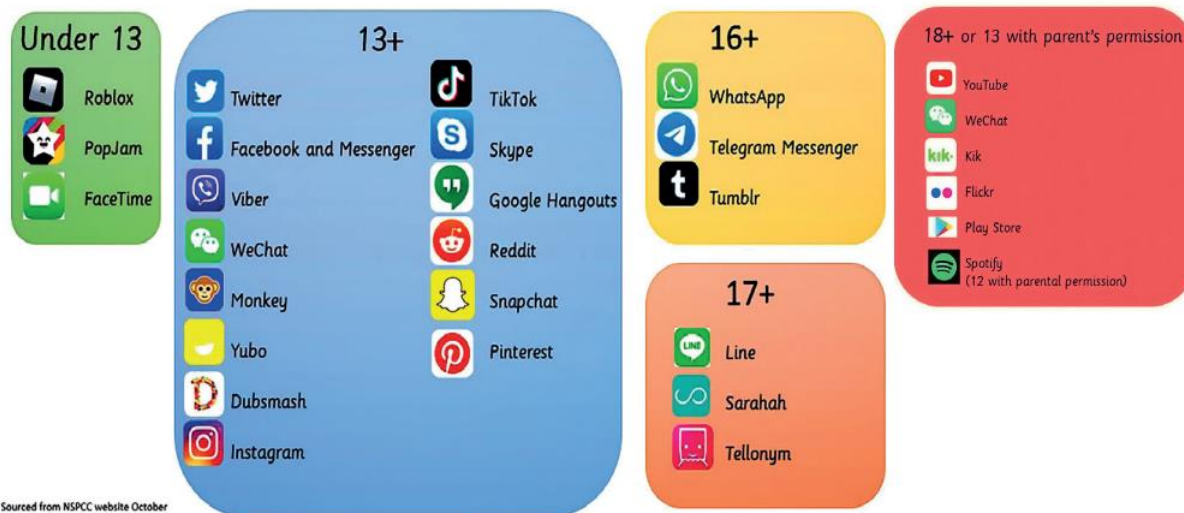 Under 13
Roblox
PopJam
FaceTime
13+
Twitter
Facebook and Messenger
Viber
WeChat
Monkey
Yubo
Dubsmash
Instagram
TikTok
Skype
Google Hangouts
Reddit
Snapchat
Pinterest
16+
WhatsApp
Telegram Messenger
t
Tumblr
17+
LINE
Line
Sarahah
Tellonym
18+ or 13 with parent's permission
YouTube
WeChat
kik·
Kik
Flickr
Play Store
Spotify
(12 with parental permission)
Sourced from NSPCC website October